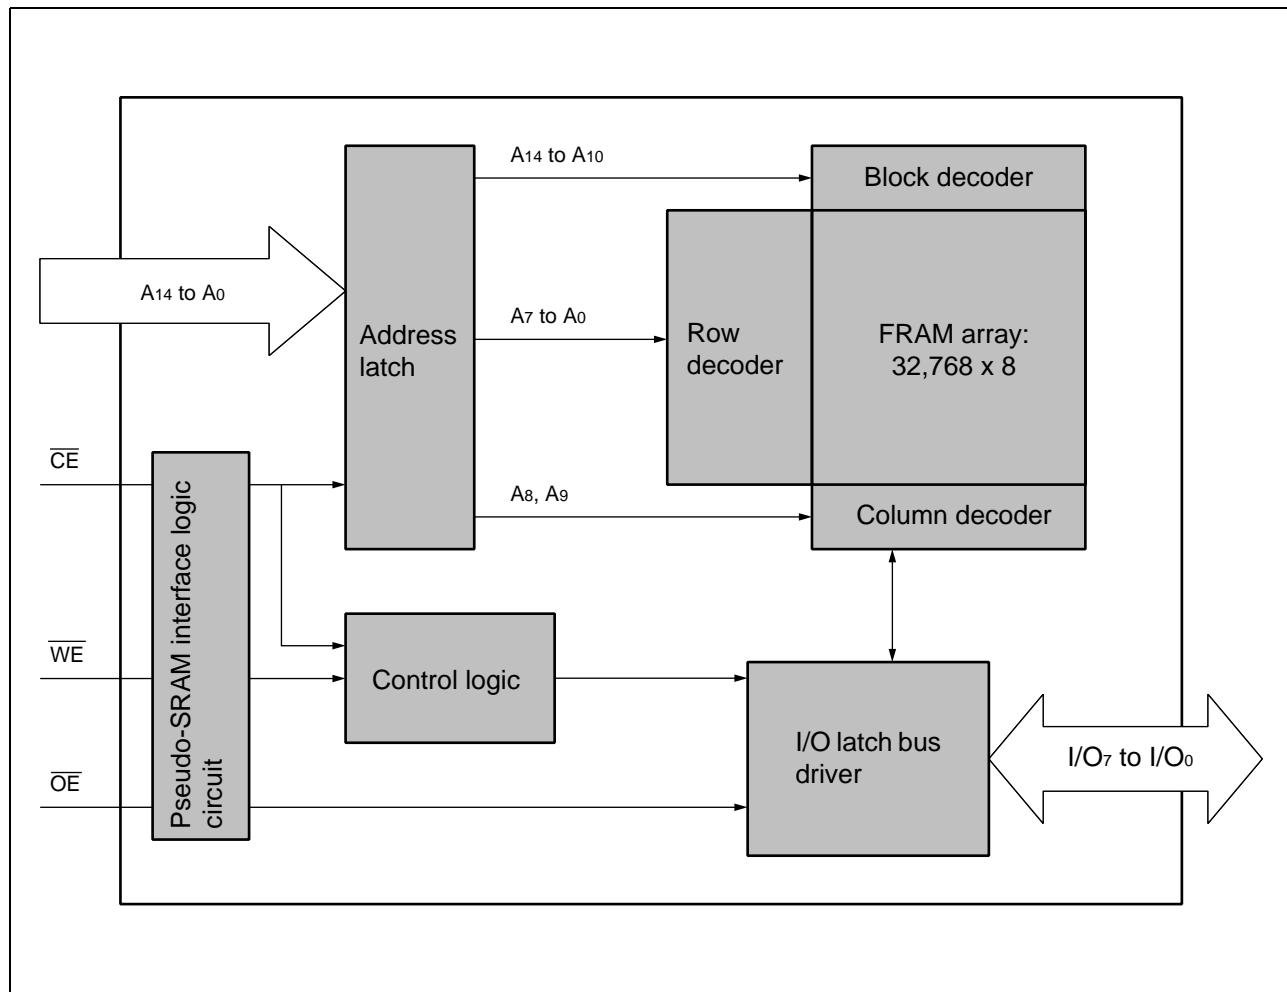 A14 to A10
Block decoder
A14 to A0
A7 to A0
Address
latch
Row
decoder
FRAM array:
32,768 x 8
CE
A8, A9
Column decoder
Pseudo-SRAM interface logic
circuit
WE
Control logic
I/O latch bus
driver
I/O7 to I/O0
OE